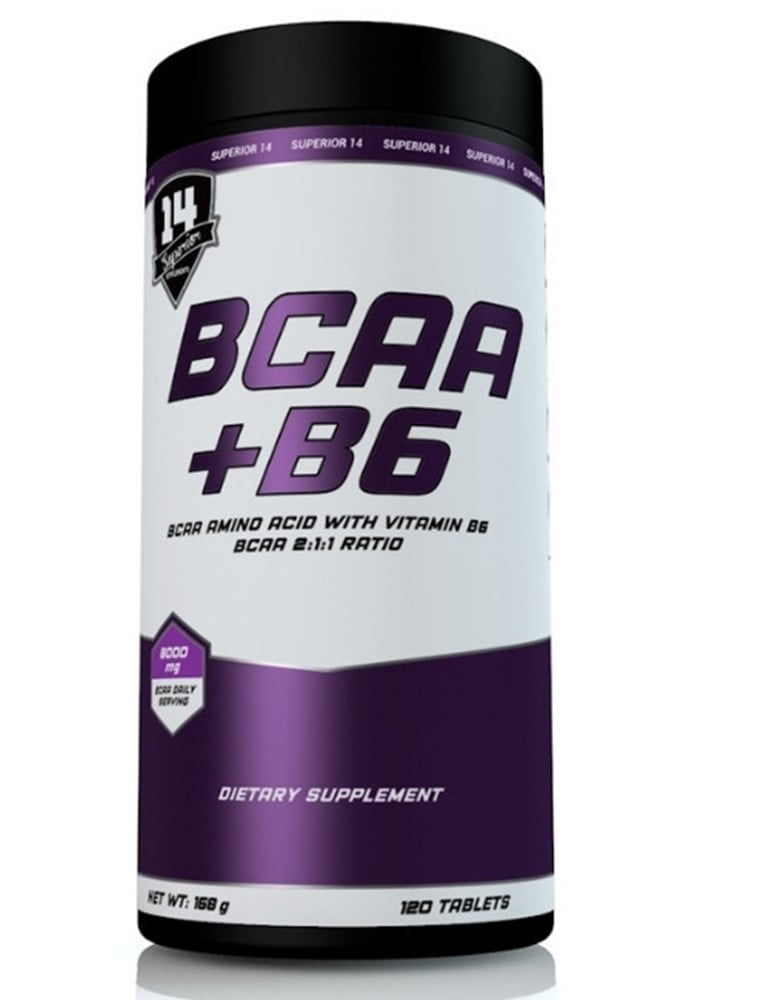 SUPERIOR 14 SUPERIOR 14 SUPERIOR 14 SUPERIOR 14
14
Superior
BCAA
+B6
BCAA AMINO ACID WITH VITAMIN B6
BCAA 2:1:1 RATIO
8000
mg
BCAA DAILY
SERVING
DIETARY SUPPLEMENT
NET WT: 168 g
120 TABLETS